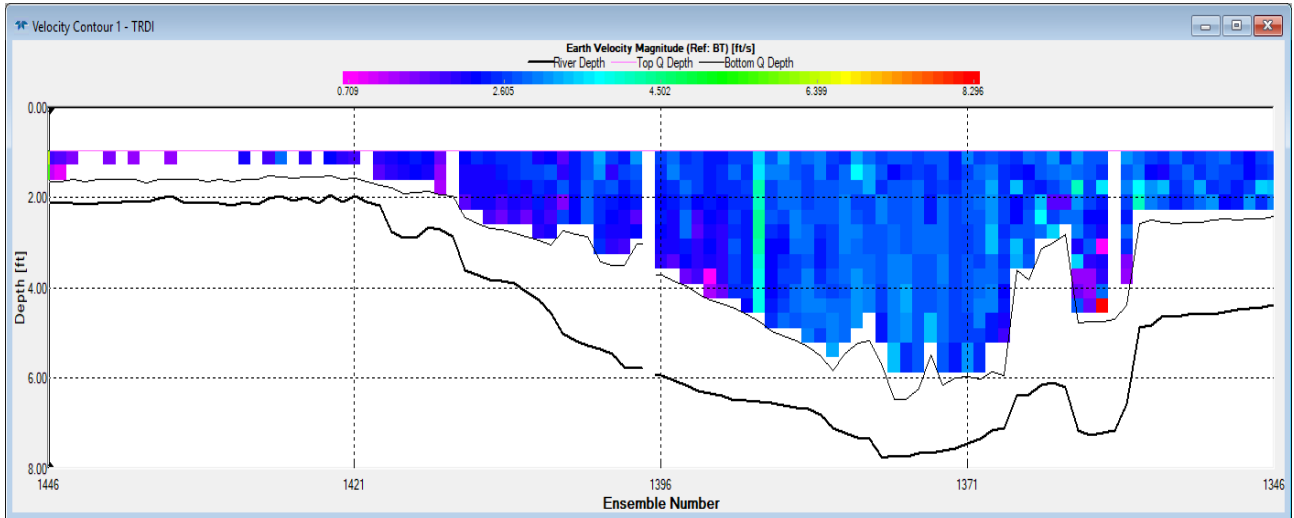 Velocity Contour 1 - TRDI
Earth Velocity Magnitude (Ref: BT) [ft/s]
River Depth Top Q Depth Bottom Q Depth
0.709 2.605 4.502 6.399 8.296
0.00
2.00
4.00
6.00
8.00
Depth [ft]
1446 1421 1396 1371 1346
Ensemble Number